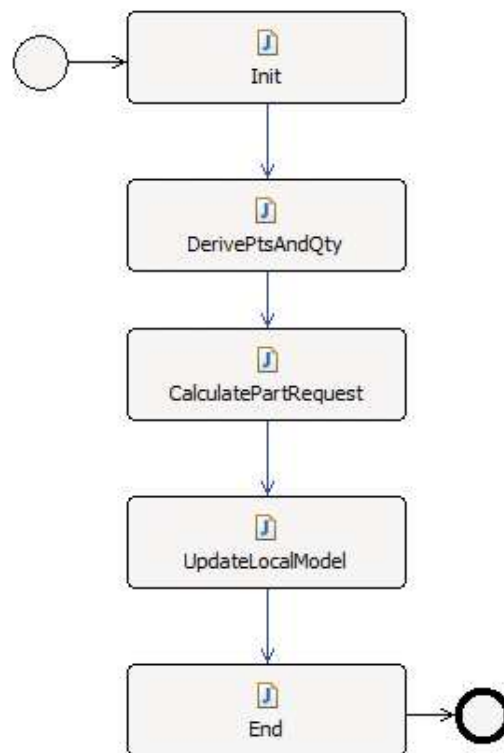 J
Init
J
DerivePtsAndQty
J
CalculatePartRequest
J
UpdateLocalModel
J
End